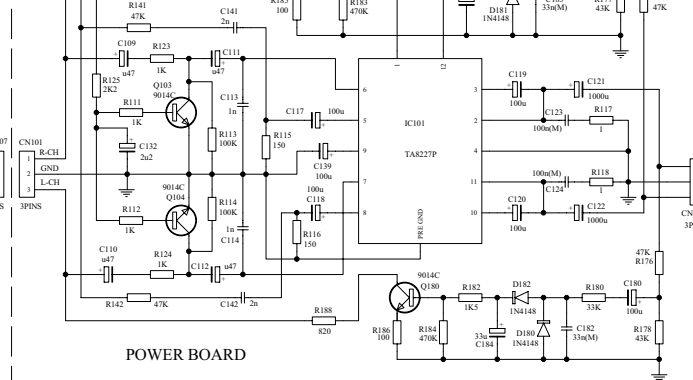 R141
47K
C141
2n
R183
100
R183
470K
D181
1N4148
33n(M)
43K
47K
C109
u47
R123
1K
C111
u47
1
12
R125
2K2
Q103
9014C
R111
1K
C113
1n
6
3
C119
100u
C121
1000u
C117
100u
5
IC101
TA8227P
2
C123
100n(M)
R117
1
C132
2u2
R113
100K
R115
150
9
C139
100u
4
07
CN101
R-CH
1
GND
2
L-CH
3
3PINS
S
9014C
Q104
R114
100K
100u
C118
7
11
100n(M)
C124
R118
1
R112
1K
1n
C114
R116
150
8
PRE GND
10
C120
100u
C122
1000u
CN
3P
C110
u47
R124
1K
C112
u47
47K
R176
R142
47K
C142
2n
9014C
Q180
R182
1K5
D182
1N4148
R180
33K
C180
100u
R188
820
R186
100
R184
470K
33u
C184
D180
1N4148
C182
33n(M)
R178
43K
POWER BOARD